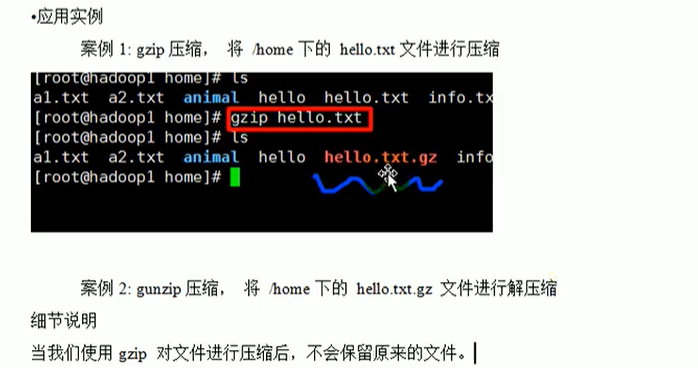 •应用实例
案例 1: gzip 压缩， 将 /home 下的 hello.txt 文件进行压缩
[root@hadoop1 home]# ls
a1.txt a2.txt animal hello hello.txt info.tx
[root@hadoop1 home]# gzip hello.txt
[root@hadoop1 home]# ls
a1.txt a2.txt animal hello hello.txt.gz info
[root@hadoop1 home]#
案例 2: gunzip 压缩， 将 /home 下的 hello.txt.gz 文件进行解压缩
细节说明
当我们使用 gzip 对文件进行压缩后，不会保留原来的文件。